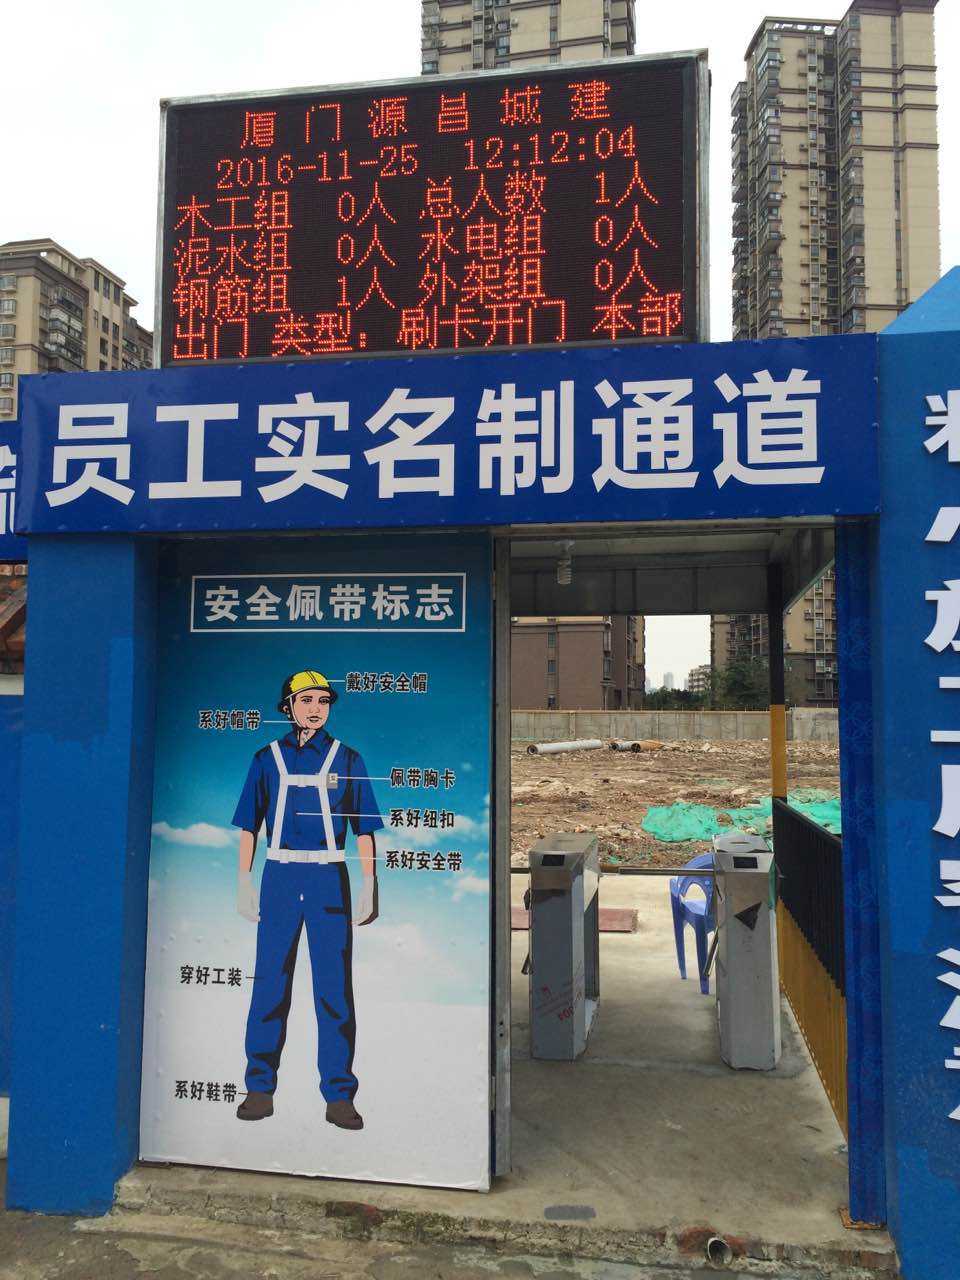 厦门源昌城建
2016-11-25 12:12:04
木工组 0人 总人数 1人
泥水组 0人 水电组 0人
钢筋组 1人 外架组 0人
出门 类型：刷卡开门 本部
员工实名制通道
安全佩带标志
戴好安全帽
系好帽带
佩带胸卡
系好纽扣
系好安全带
穿好工装
系好鞋带